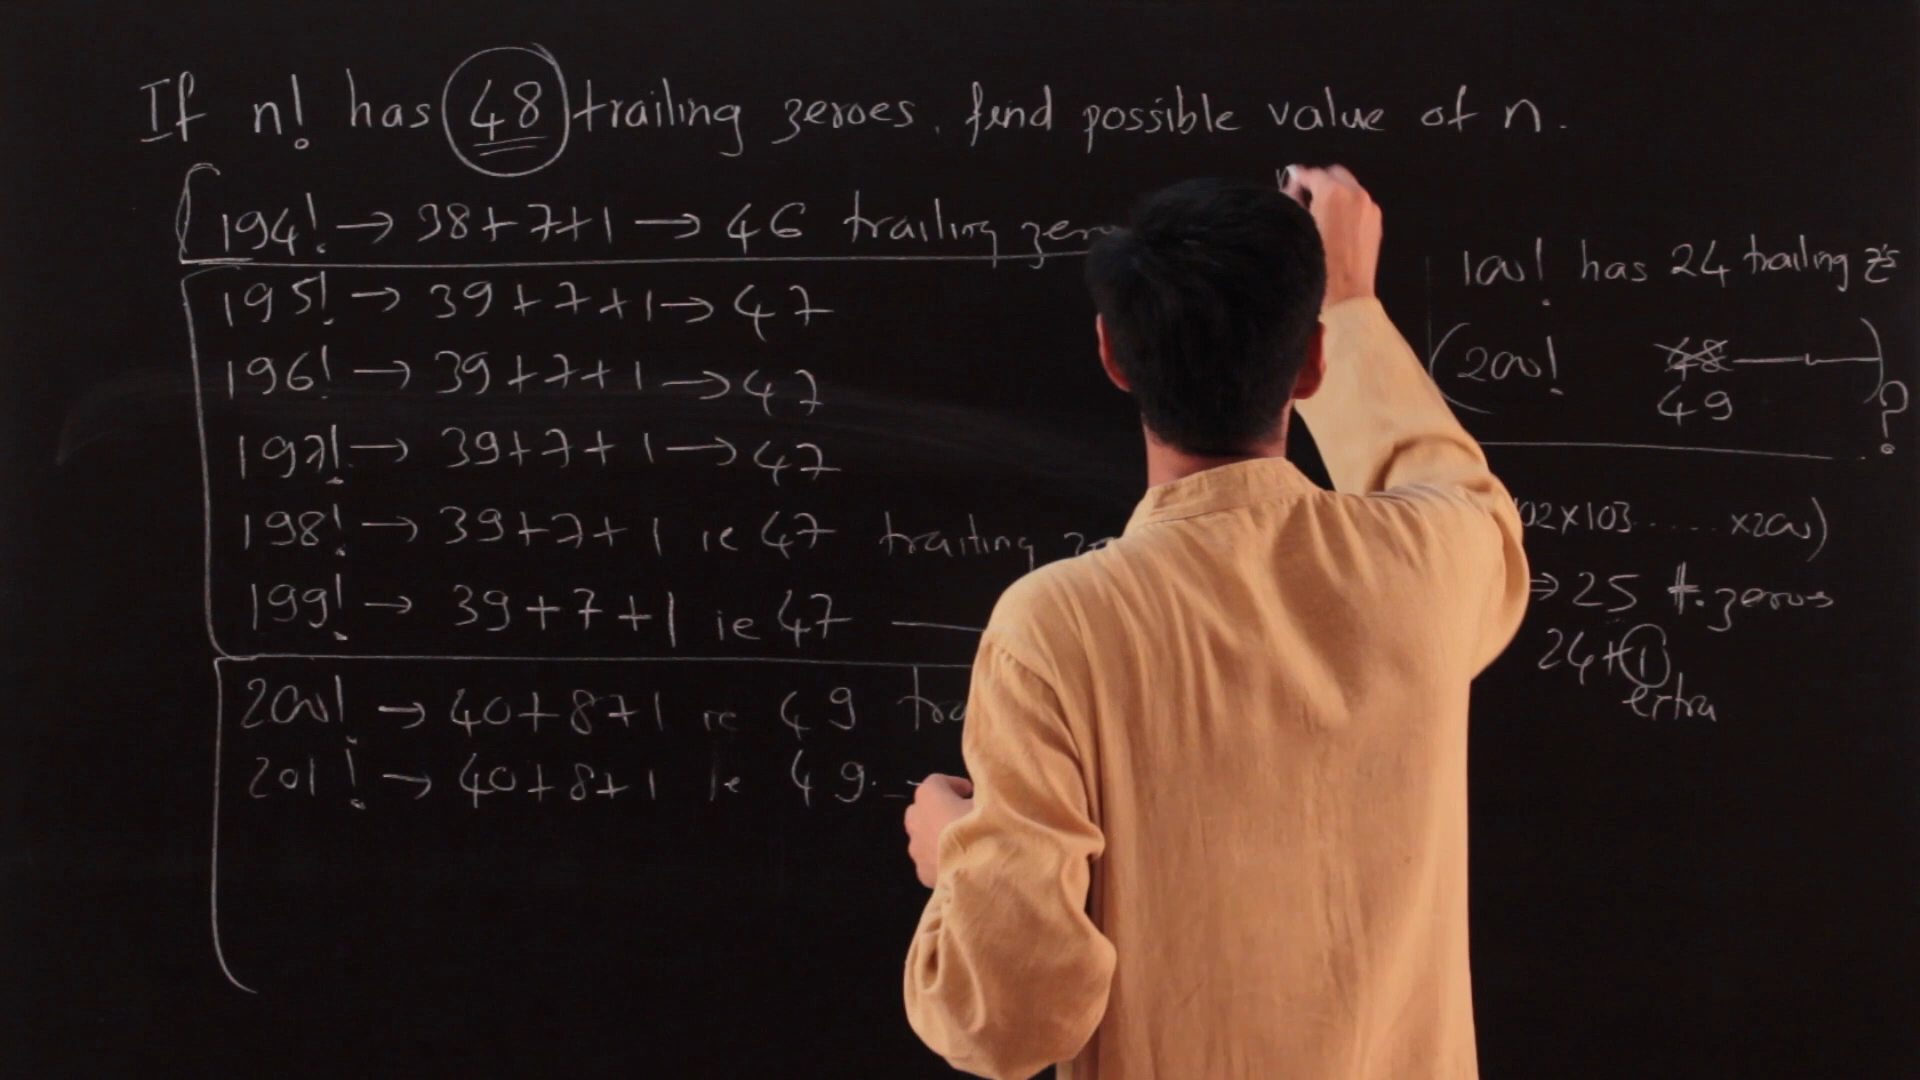 If n! has 48 trailing zeroes, find possible value of n.
194! → 38+7+1 → 46 trailing
195! → 39+7+1 → 47
196! → 39+7+1 → 47
197! → 39+7+1 → 47
198! → 39+7+1 ie 47 trailing
199! → 39+7+1 ie 47
200! → 40+8+1 ie 49
201! → 40+8+1 ie 49.
100! has 24 trailing z's
(200! 48 )
49 ?
02×103.....×200)
→ 25 t.zeros
24+1
extra